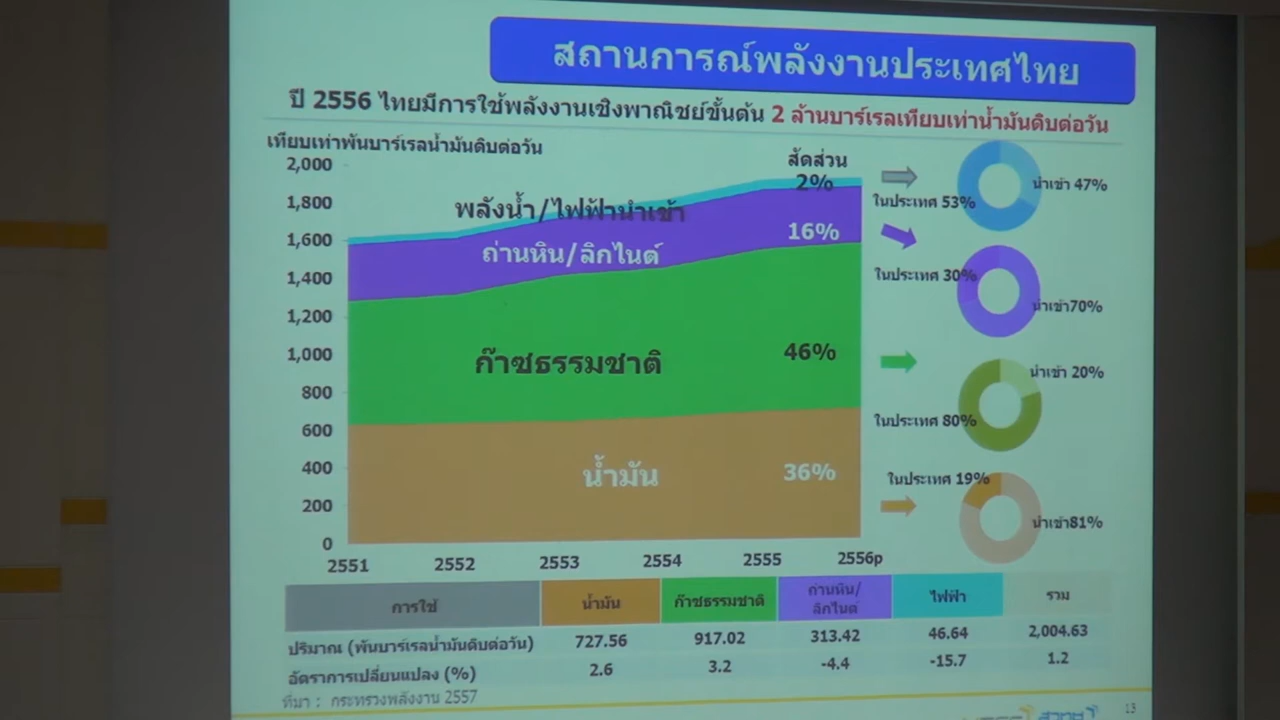 สถานการณ์พลังงานประเทศไทย
ปี 2556 ไทยมีการใช้พลังงานเชิงพาณิชย์ขั้นต้น 2 ล้านบาร์เรลเทียบเท่าน้ำมันดิบต่อวัน
เทียบเท่าพันบาร์เรลน้ำมันดิบต่อวัน
2,000
1,800
1,600
1,400
1,200
1,000
800
600
400
200
0
สัดส่วน
2%
พลังน้ำ/ไฟฟ้านำเข้า
16%
ถ่านหิน/ลิกไนต์
46%
ก๊าซธรรมชาติ
36%
น้ำมัน
2551 2552 2553 2554 2555 2556p
นำเข้า 47%
ในประเทศ 53%
ในประเทศ 30%
นำเข้า70%
นำเข้า 20%
ในประเทศ 80%
ในประเทศ 19%
นำเข้า81%
การใช้ น้ำมัน ก๊าซธรรมชาติ ถ่านหิน/ลิกไนต์ ไฟฟ้า รวม
ปริมาณ (พันบาร์เรลน้ำมันดิบต่อวัน) 727.56 917.02 313.42 46.64 2,004.63
อัตราการเปลี่ยนแปลง (%) 2.6 3.2 -4.4 -15.7 1.2
ที่มา : กระทรวงพลังงาน 2557
13